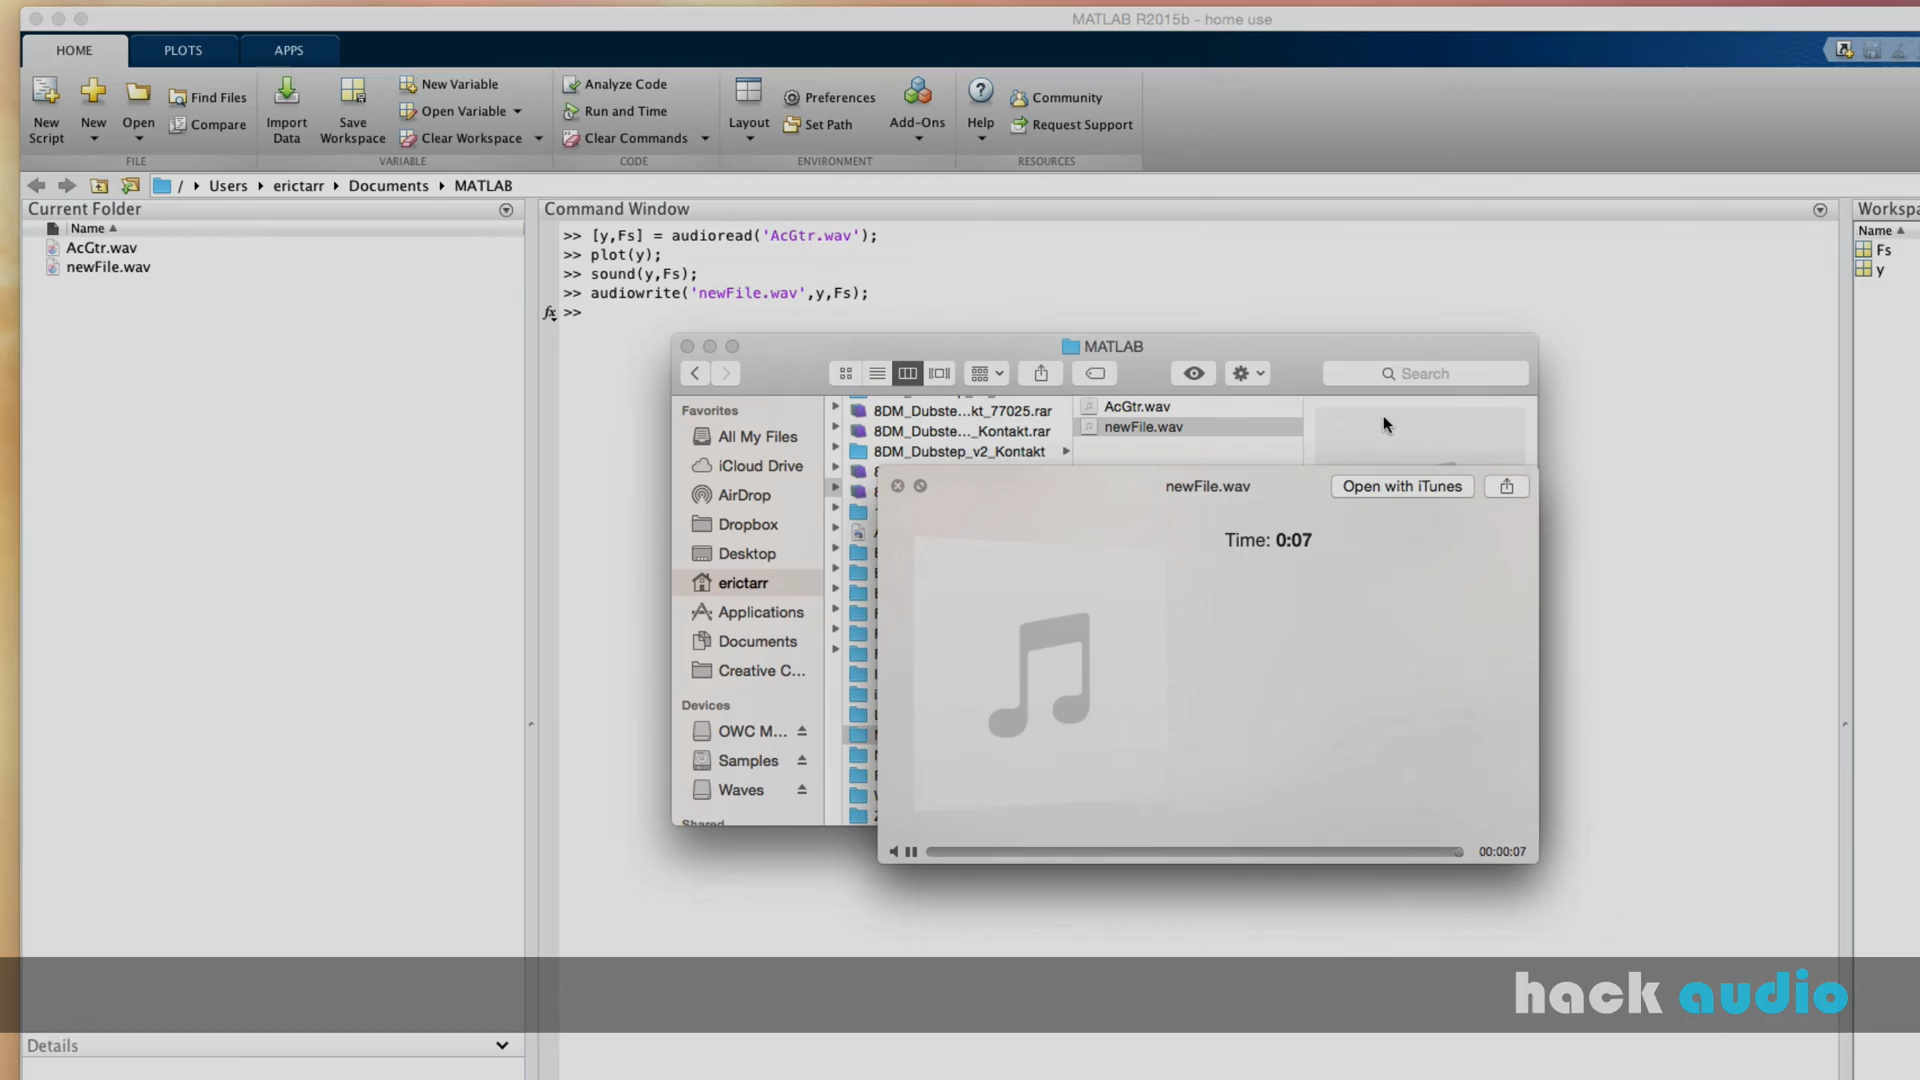 MATLAB R2015b - home use
HOME
PLOTS
APPS
New Script
New
Open
Find Files
Compare
Import Data
Save Workspace
New Variable
Open Variable
Clear Workspace
Analyze Code
Run and Time
Clear Commands
Layout
Preferences
Set Path
Add-Ons
Help
Community
Request Support
FILE
VARIABLE
CODE
ENVIRONMENT
RESOURCES
/ Users erictarr Documents MATLAB
Current Folder
Name
AcGtr.wav
newFile.wav
Command Window
>> [y,Fs] = audioread('AcGtr.wav');
>> plot(y);
>> sound(y,Fs);
>> audiowrite('newFile.wav',y,Fs);
fx >>
Name
Fs
y
MATLAB
Search
Favorites
All My Files
iCloud Drive
AirDrop
Dropbox
Desktop
erictarr
Applications
Documents
Creative C...
Devices
OWC M...
Samples
Waves
Shared
8DM_Dubste...kt_77025.rar
8DM_Dubste..._Kontakt.rar
8DM_Dubstep_v2_Kontakt
AcGtr.wav
newFile.wav
newFile.wav
Open with iTunes
Time: 0:07
00:00:07
hack audio
Details